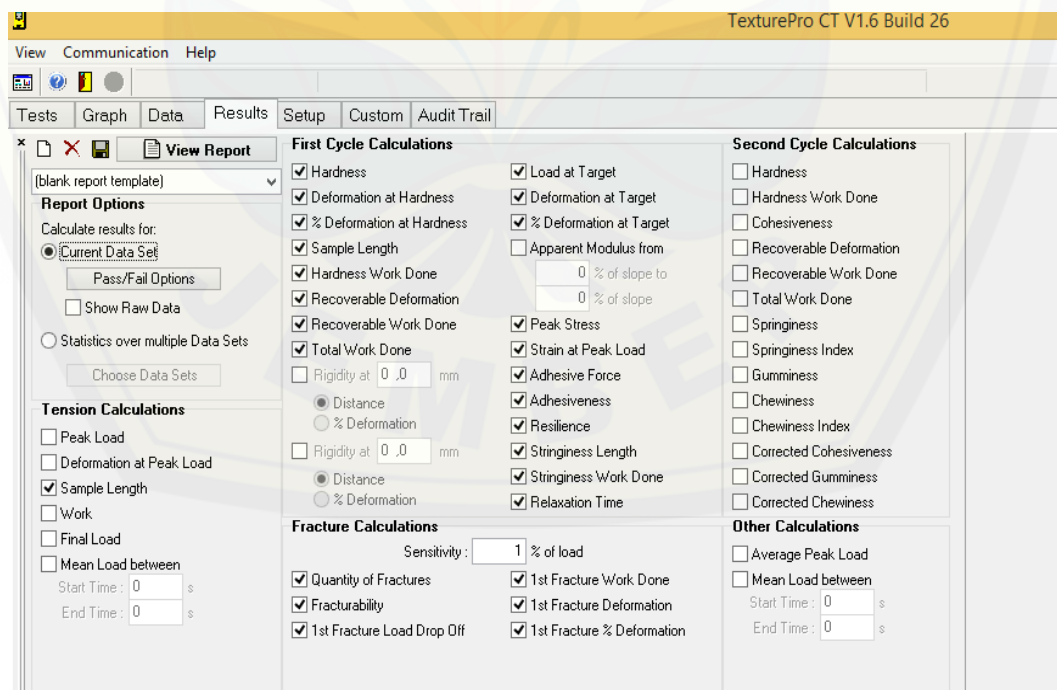 TexturePro CT V1.6 Build 26
View Communication Help
Tests Graph Data Results Setup Custom Audit Trail
View Report
(blank report template)
Report Options
Calculate results for:
Current Data Set
Pass/Fail Options
Show Raw Data
Statistics over multiple Data Sets
Choose Data Sets
Tension Calculations
Peak Load
Deformation at Peak Load
Sample Length
Work
Final Load
Mean Load between
Start Time : 0 s
End Time : 0 s
First Cycle Calculations
Hardness
Deformation at Hardness
% Deformation at Hardness
Sample Length
Hardness Work Done
Recoverable Deformation
Recoverable Work Done
Total Work Done
Rigidity at 0 ,0 mm
Distance
% Deformation
Rigidity at 0 ,0 mm
Distance
% Deformation
Load at Target
Deformation at Target
% Deformation at Target
Apparent Modulus from
0 % of slope to
0 % of slope
Peak Stress
Strain at Peak Load
Adhesive Force
Adhesiveness
Resilience
Stringiness Length
Stringiness Work Done
Relaxation Time
Fracture Calculations
Sensitivity : 1 % of load
Quantity of Fractures
Fracturability
1st Fracture Load Drop Off
1st Fracture Work Done
1st Fracture Deformation
1st Fracture % Deformation
Second Cycle Calculations
Hardness
Hardness Work Done
Cohesiveness
Recoverable Deformation
Recoverable Work Done
Total Work Done
Springiness
Springiness Index
Gumminess
Chewiness
Chewiness Index
Corrected Cohesiveness
Corrected Gumminess
Corrected Chewiness
Other Calculations
Average Peak Load
Mean Load between
Start Time : 0 s
End Time : 0 s